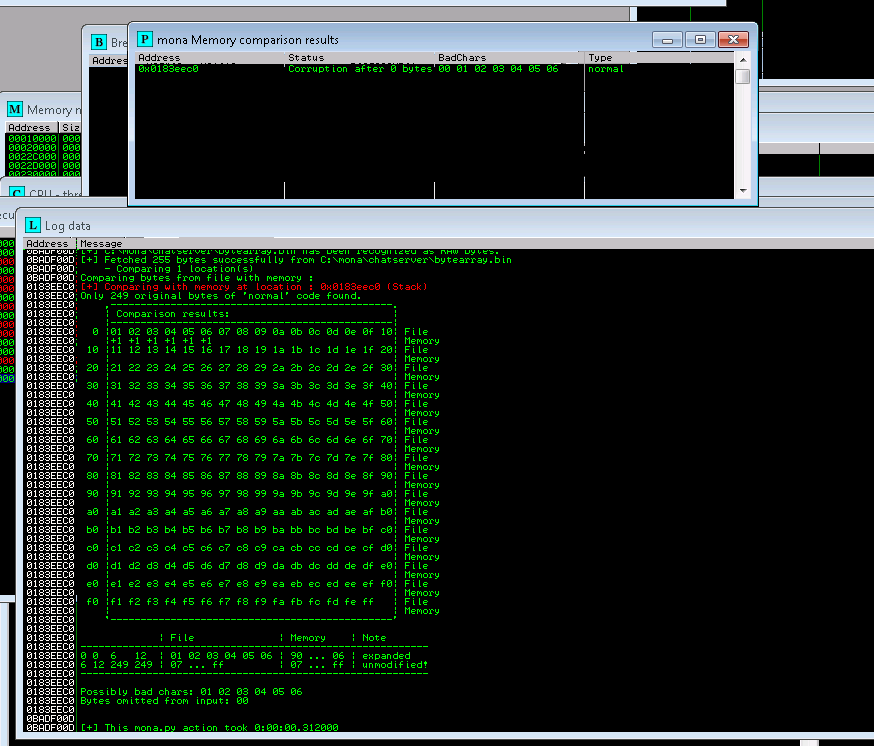 P mona Memory comparison results
Address Status BadChars Type
0x0183eec0 Corruption after 0 bytes 00 01 02 03 04 05 06 normal
B Bre
Addres
M Memory n
Address Siz
00010000 000
00020000 000
0022C000 000
0022D000 000
00230000 000
C CPU - thre
ecu
L Log data
Address Message
0BADF00D [+] C:\mona\chatserver\bytearray.bin has been recognized as RAW bytes.
0BADF00D [+] Fetched 255 bytes successfully from C:\mona\chatserver\bytearray.bin
0BADF00D - Comparing 1 location(s)
0BADF00D Comparing bytes from file with memory :
0183EEC0 [+] Comparing with memory at location : 0x0183eec0 (Stack)
0183EEC0 Only 249 original bytes of 'normal' code found.
0183EEC0
0183EEC0 | Comparison results:
0183EEC0
0183EEC0 0 |01 02 03 04 05 06 07 08 09 0a 0b 0c 0d 0e 0f 10| File
0183EEC0 |+1 +1 +1 +1 +1 +1 | Memory
0183EEC0 10 |11 12 13 14 15 16 17 18 19 1a 1b 1c 1d 1e 1f 20| File
0183EEC0 | | Memory
0183EEC0 20 |21 22 23 24 25 26 27 28 29 2a 2b 2c 2d 2e 2f 30| File
0183EEC0 | | Memory
0183EEC0 30 |31 32 33 34 35 36 37 38 39 3a 3b 3c 3d 3e 3f 40| File
0183EEC0 | | Memory
0183EEC0 40 |41 42 43 44 45 46 47 48 49 4a 4b 4c 4d 4e 4f 50| File
0183EEC0 | | Memory
0183EEC0 50 |51 52 53 54 55 56 57 58 59 5a 5b 5c 5d 5e 5f 60| File
0183EEC0 | | Memory
0183EEC0 60 |61 62 63 64 65 66 67 68 69 6a 6b 6c 6d 6e 6f 70| File
0183EEC0 | | Memory
0183EEC0 70 |71 72 73 74 75 76 77 78 79 7a 7b 7c 7d 7e 7f 80| File
0183EEC0 | | Memory
0183EEC0 80 |81 82 83 84 85 86 87 88 89 8a 8b 8c 8d 8e 8f 90| File
0183EEC0 | | Memory
0183EEC0 90 |91 92 93 94 95 96 97 98 99 9a 9b 9c 9d 9e 9f a0| File
0183EEC0 | | Memory
0183EEC0 a0 |a1 a2 a3 a4 a5 a6 a7 a8 a9 aa ab ac ad ae af b0| File
0183EEC0 | | Memory
0183EEC0 b0 |b1 b2 b3 b4 b5 b6 b7 b8 b9 ba bb bc bd be bf c0| File
0183EEC0 | | Memory
0183EEC0 c0 |c1 c2 c3 c4 c5 c6 c7 c8 c9 ca cb cc cd ce cf d0| File
0183EEC0 | | Memory
0183EEC0 d0 |d1 d2 d3 d4 d5 d6 d7 d8 d9 da db dc dd de df e0| File
0183EEC0 | | Memory
0183EEC0 e0 |e1 e2 e3 e4 e5 e6 e7 e8 e9 ea eb ec ed ee ef f0| File
0183EEC0 | | Memory
0183EEC0 f0 |f1 f2 f3 f4 f5 f6 f7 f8 f9 fa fb fc fd fe ff | File
0183EEC0 | | Memory
0183EEC0
0183EEC0
0183EEC0 | File | Memory | Note
0183EEC0
0183EEC0 0 0 6 12 | 01 02 03 04 05 06 | 90 ... 06 | expanded
0183EEC0 6 12 249 249 | 07 ... ff | 07 ... ff | unmodified!
0183EEC0
0183EEC0
0183EEC0 Possibly bad chars: 01 02 03 04 05 06
0183EEC0 Bytes omitted from input: 00
0183EEC0
0BADF00D
0BADF00D [+] This mona.py action took 0:00:00.312000